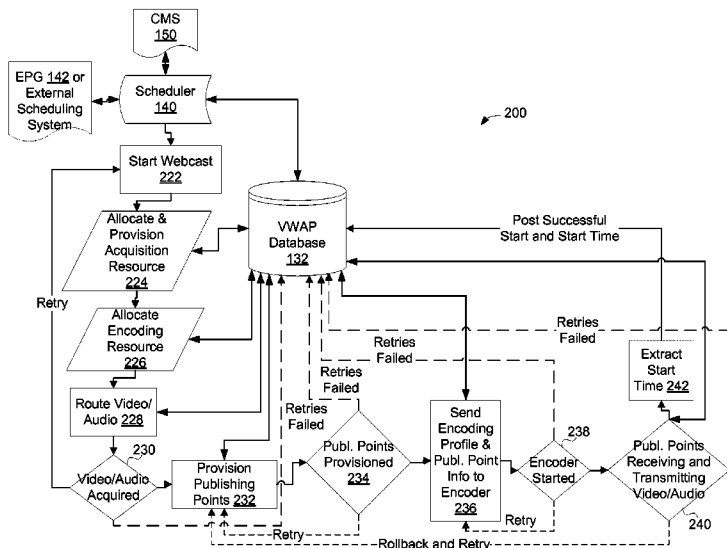 CMS
150
EPG 142 or
External
Scheduling
System
Scheduler
140
200
Start Webcast
222
Allocate &
Provision
Acquisition
Resource
224
VWAP
Database
132
Post Successful
Start and Start Time
Retry
Allocate
Encoding
Resource
226
Retries
Failed
Retries
Failed
Retries
Failed
Extract
Start
Time 242
Route Video/
Audio 228
Retries
Failed
230
Video/Audio
Acquired
Provision
Publishing
Points 232
Publ. Points
Provisioned
234
Send
Encoding
Profile &
Publ. Point
Info to
Encoder
236
238
Encoder
Started
Publ. Points
Receiving and
Transmitting
Video/Audio
240
Retry
Retry
Rollback and Retry